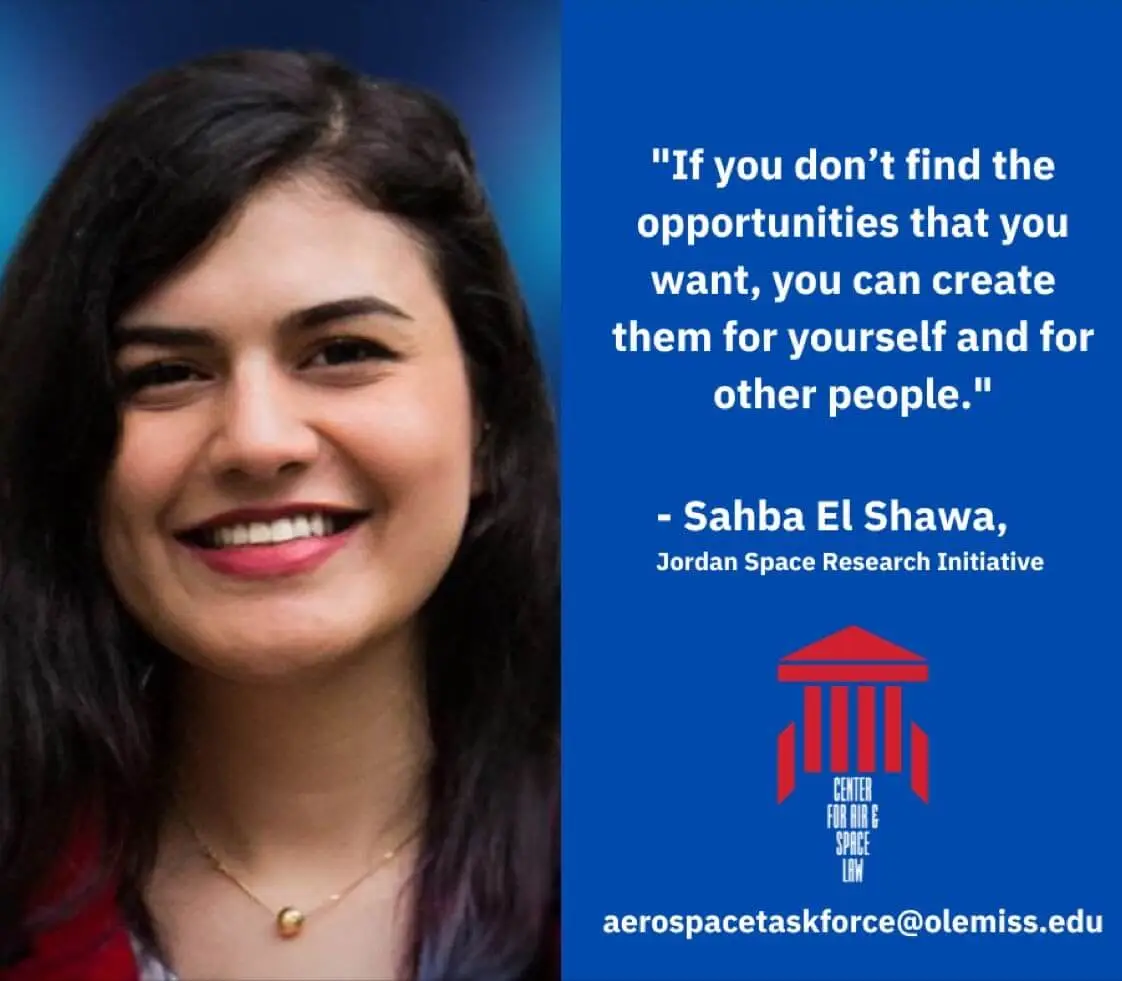 "If you don’t find the
opportunities that you
want, you can create
them for yourself and for
other people."
- Sahba El Shawa,
Jordan Space Research Initiative
CENTER
FOR AIR &
SPACE
LAW
aerospacetaskforce@olemiss.edu